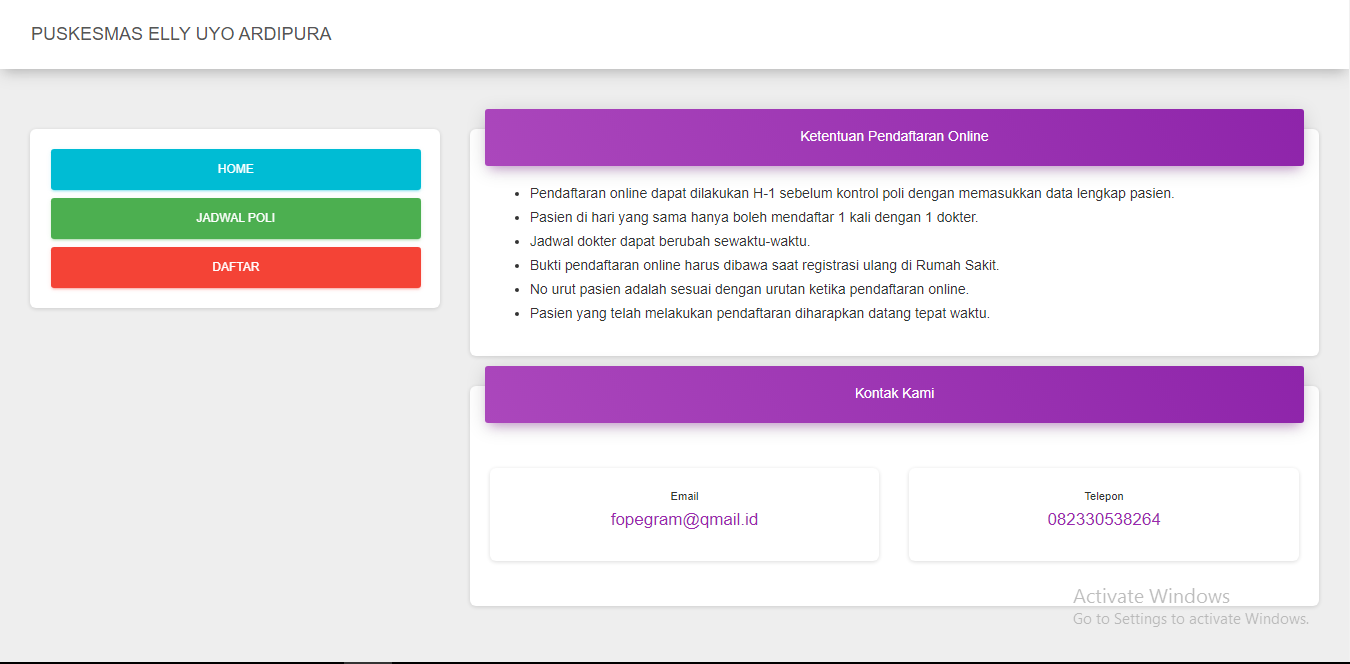 PUSKESMAS ELLY UYO ARDIPURA
HOME
JADWAL POLI
DAFTAR
Ketentuan Pendaftaran Online
• Pendaftaran online dapat dilakukan H-1 sebelum kontrol poli dengan memasukkan data lengkap pasien.
• Pasien di hari yang sama hanya boleh mendaftar 1 kali dengan 1 dokter.
• Jadwal dokter dapat berubah sewaktu-waktu.
• Bukti pendaftaran online harus dibawa saat registrasi ulang di Rumah Sakit.
• No urut pasien adalah sesuai dengan urutan ketika pendaftaran online.
• Pasien yang telah melakukan pendaftaran diharapkan datang tepat waktu.
Kontak Kami
Email
fopegram@qmail.id
Telepon
082330538264
Activate Windows
Go to Settings to activate Windows.